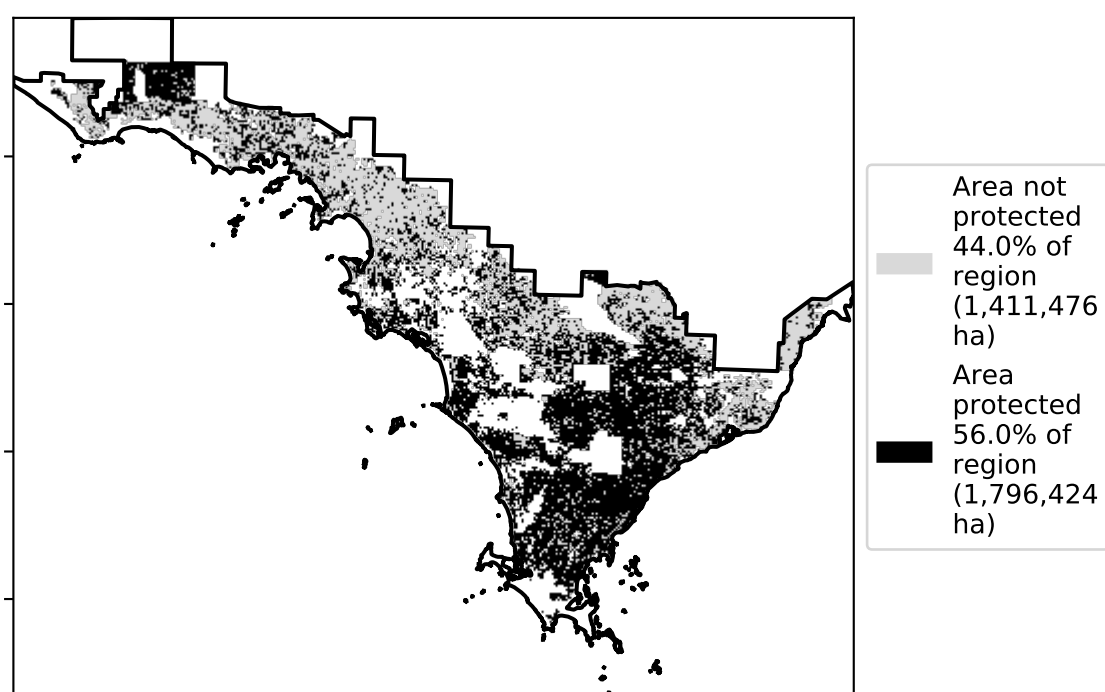 Area not
protected
44.0% of
region
(1,411,476
ha)
Area
protected
56.0% of
region
(1,796,424
ha)